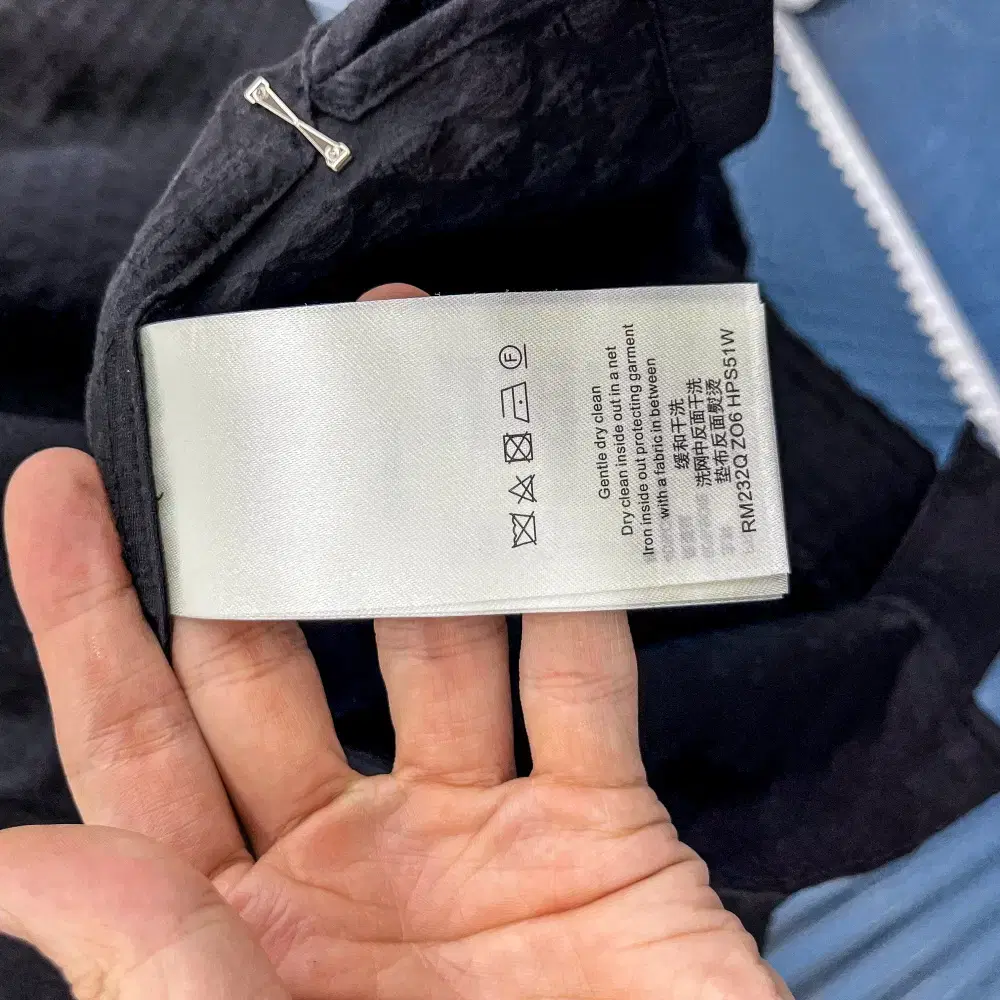 F
Gentle dry clean
Dry clean inside out in a net
Iron inside out protecting garment
with a fabric in between
缓和干洗
洗网中反面干洗
垫布反面熨烫
RM232Q ZO6 HPS51W